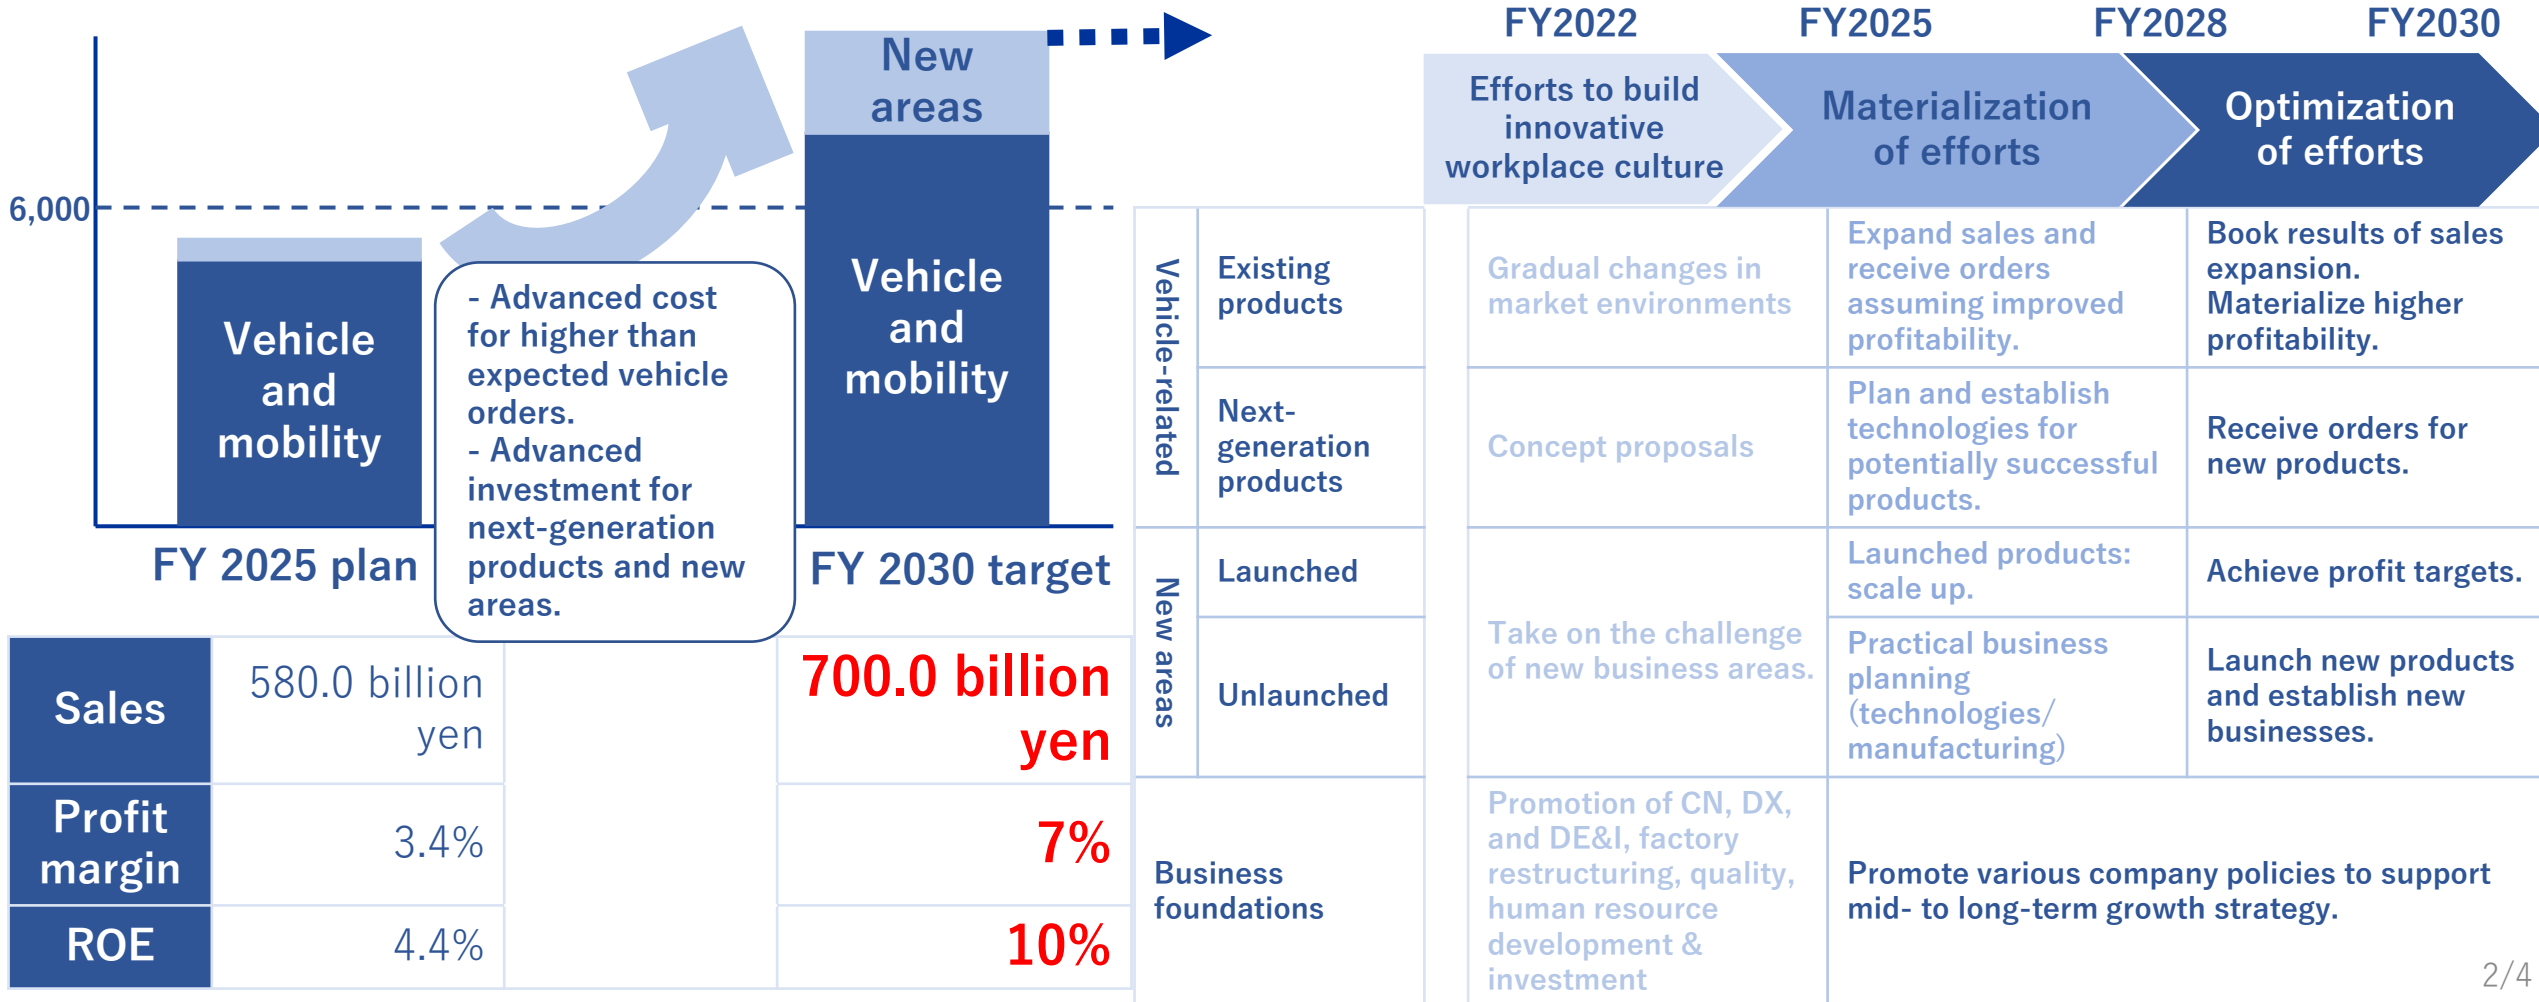 6,000
New
areas
Vehicle
and
mobility
Vehicle
and
mobility
- Advanced cost
for higher than
expected vehicle
orders.
- Advanced
investment for
next-generation
products and new
areas.
FY 2025 plan
FY 2030 target
Sales
580.0 billion
yen
700.0 billion
yen
Profit
margin
3.4%
7%
ROE
4.4%
10%
FY2022
FY2025
FY2028
FY2030
Efforts to build
innovative
workplace culture
Materialization
of efforts
Optimization
of efforts
Vehicle-related
Existing
products
Gradual changes in
market environments
Expand sales and
receive orders
assuming improved
profitability.
Book results of sales
expansion.
Materialize higher
profitability.
Next-
generation
products
Concept proposals
Plan and establish
technologies for
potentially successful
products.
Receive orders for
new products.
New areas
Launched
Take on the challenge
of new business areas.
Launched products:
scale up.
Achieve profit targets.
Unlaunched
Practical business
planning
(technologies/
manufacturing)
Launch new products
and establish new
businesses.
Business
foundations
Promotion of CN, DX,
and DE&I, factory
restructuring, quality,
human resource
development &
investment
Promote various company policies to support
mid- to long-term growth strategy.
2/4